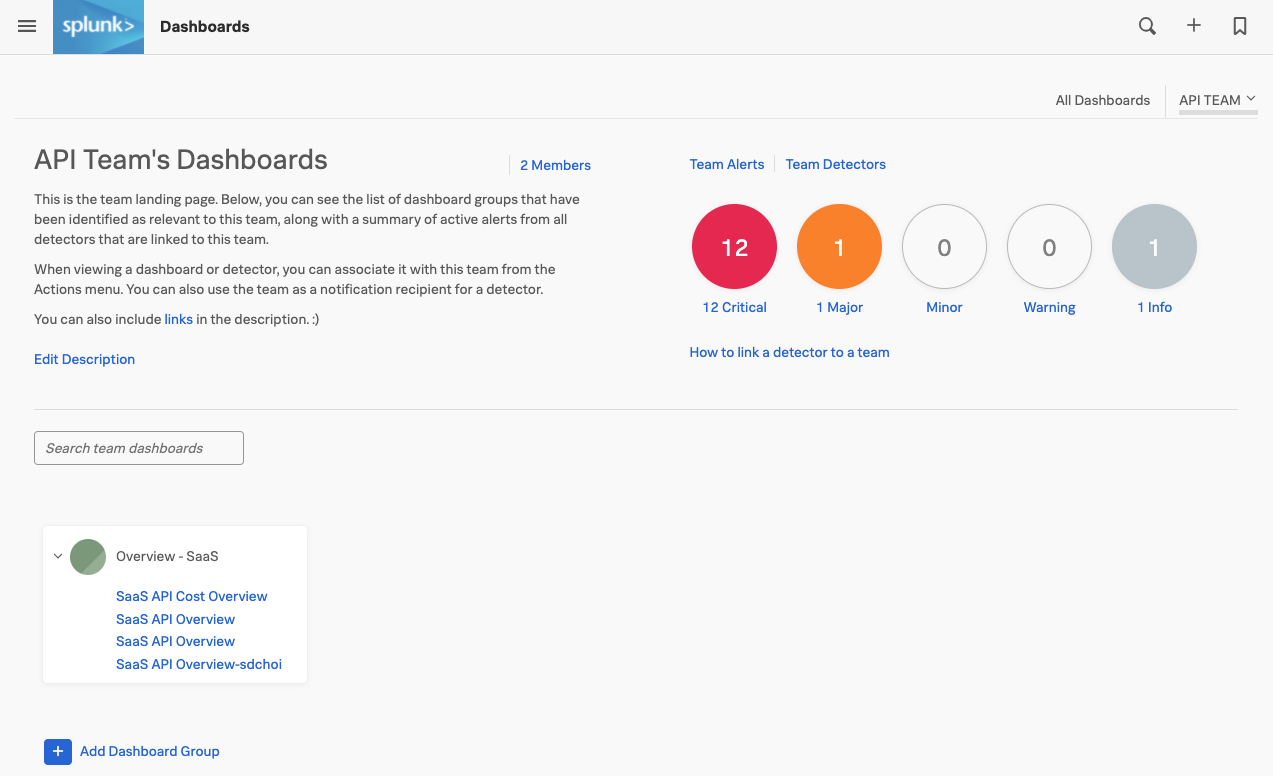 splunk>
Dashboards
All Dashboards
API TEAM
API Team's Dashboards
2 Members
This is the team landing page. Below, you can see the list of dashboard groups that have
been identified as relevant to this team, along with a summary of active alerts from all
detectors that are linked to this team.
When viewing a dashboard or detector, you can associate it with this team from the
Actions menu. You can also use the team as a notification recipient for a detector.
You can also include links in the description. :)
Edit Description
Team Alerts
Team Detectors
12
1
0
0
1
12 Critical
1 Major
Minor
Warning
1 Info
How to link a detector to a team
Search team dashboards
Overview - SaaS
SaaS API Cost Overview
SaaS API Overview
SaaS API Overview
SaaS API Overview-sdchoi
+ Add Dashboard Group